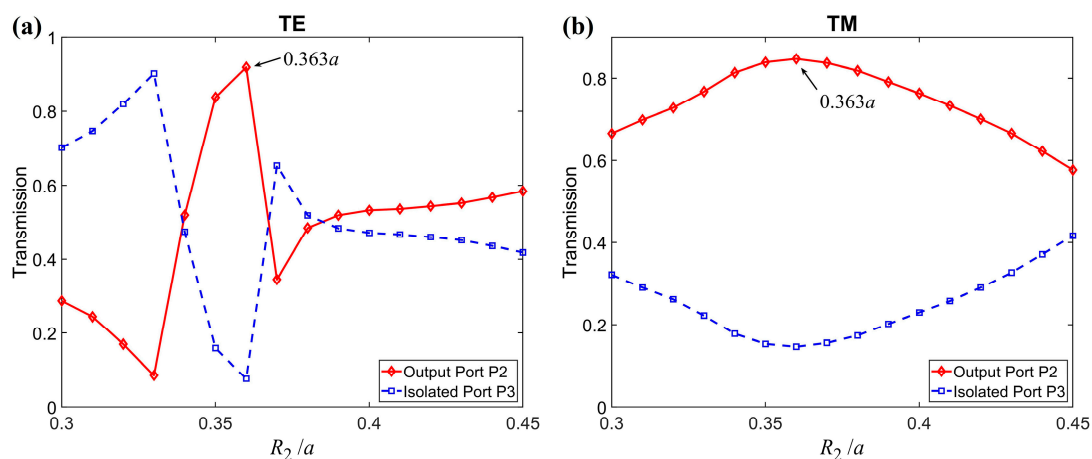 (a)
TE
Transmission
1
0.8
0.6
0.4
0.2
0
0.363a
Output Port P2
Isolated Port P3
0.3
0.35
0.4
0.45
R₂/a
(b)
TM
Transmission
0.8
0.6
0.4
0.2
0
0.363a
Output Port P2
Isolated Port P3
0.3
0.35
0.4
0.45
R₂/a